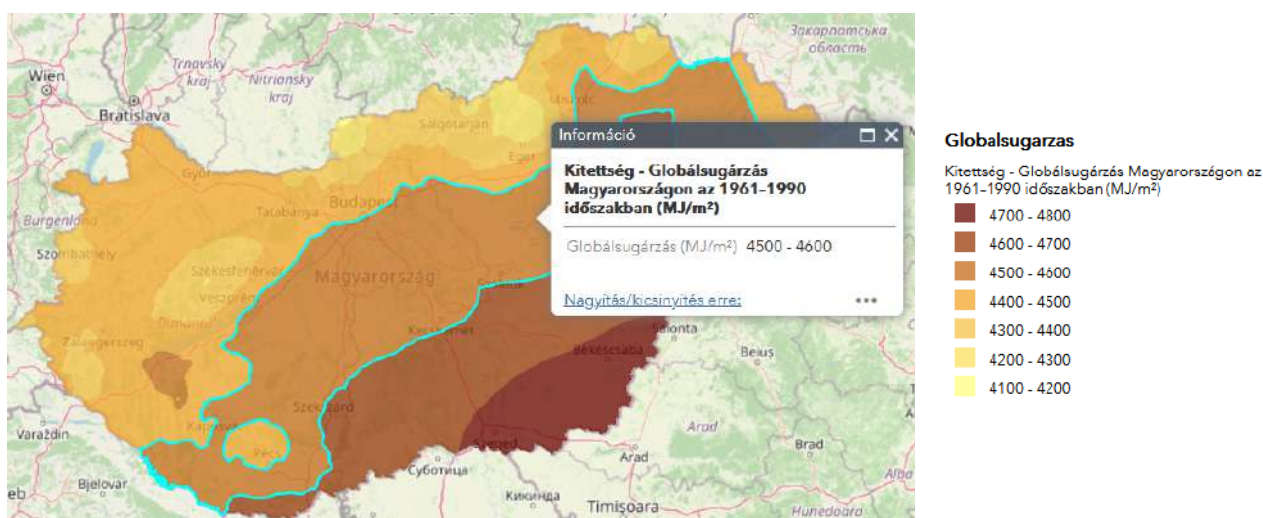 Закарпатська
область
Trnavský
kraj
Nitriansky
kraj
Wien
Bratislava
Miskolc
Salgótarján
Eger
Győr
Tatabánya
Budapest
Burgenland
Szombathely
Székesfehérvár
Veszprém
Magyarország
Szolnok
Dunántúl
Zalaegerszeg
Kecskemét
Békéscsaba
Salonta
Beiuș
Szekszárd
Kaposvár
Pécs
Szeged
Varaždin
Bjelovar
eb
Суботица
Кикинда
Timișoara
Arad
Arad
Brad
Alba
Hunedoara
Információ
Kitettség - Globálsugárzás
Magyarországon az 1961–1990
időszakban (MJ/m²)
Globálsugárzás (MJ/m²) 4500 - 4600
Nagyítás/kicsinyítés erre:
Globalsugarzas
Kitettség - Globálsugárzás Magyarországon az
1961–1990 időszakban (MJ/m²)
4700 - 4800
4600 - 4700
4500 - 4600
4400 - 4500
4300 - 4400
4200 - 4300
4100 - 4200